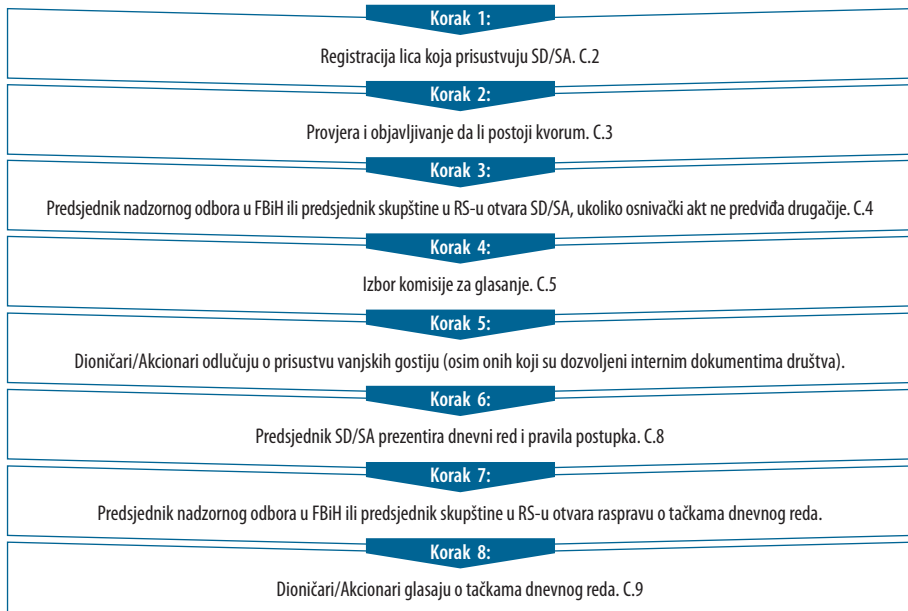 Korak 1:
Registracija lica koja prisustvuju SD/SA. C.2
Korak 2:
Provjera i objavljivanje da li postoji kvorum. C.3
Korak 3:
Predsjednik nadzornog odbora u FBiH ili predsjednik skupštine u RS-u otvara SD/SA, ukoliko osnivački akt ne predviđa drugačije. C.4
Korak 4:
Izbor komisije za glasanje. C.5
Korak 5:
Dioničari/Akcionari odlučuju o prisustvu vanjskih gostiju (osim onih koji su dozvoljeni internim dokumentima društva).
Korak 6:
Predsjednik SD/SA prezentira dnevni red i pravila postupka. C.8
Korak 7:
Predsjednik nadzornog odbora u FBiH ili predsjednik skupštine u RS-u otvara raspravu o tačkama dnevnog reda.
Korak 8:
Dioničari/Akcionari glasaju o tačkama dnevnog reda. C.9